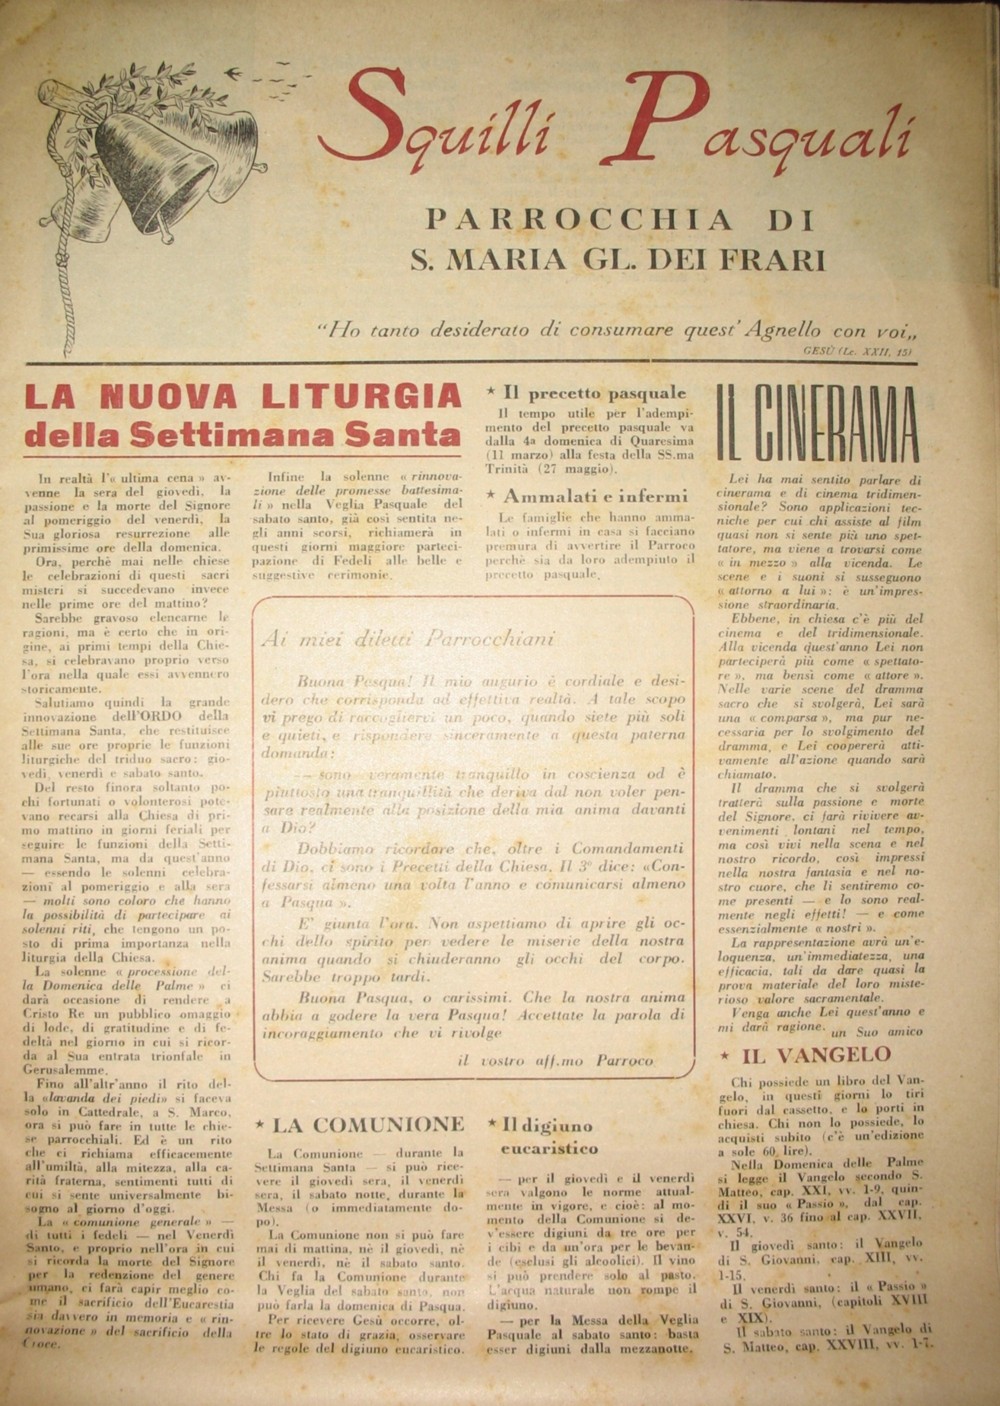 Squilli Pasquali
PARROCCHIA DI
S. MARIA GL. DEI FRARI
"Ho tanto desiderato di consumare quest' Agnello con voi„
GESÙ (Lc. XXII, 15)
LA NUOVA LITURGIA
della Settimana Santa
In realtà l'« ultima cena » av-
venne la sera del giovedì, la
passione e la morte del Signore
al pomeriggio del venerdì, la
Sua gloriosa resurrezione alle
primissime ore della domenica.
Ora, perchè mai nelle chiese
le celebrazioni di questi sacri
misteri si succedevano invece
nelle prime ore del mattino?
Sarebbe gravoso elencarne le
ragioni, ma è certo che in ori-
gine, ai primi tempi della Chie-
sa, si celebravano proprio verso
l'ora nella quale essi avvennero
storicamente.
Salutiamo quindi la grande
innovazione dell'ORDO della
Settimana Santa, che restituisce
alle sue ore proprie le funzioni
liturgiche del triduo sacro: gio-
vedì, venerdì e sabato santo.
Del resto finora soltanto po-
chi fortunati o volonterosi pote-
vano recarsi alla Chiesa di pri-
mo mattino in giorni feriali per
seguire le funzioni della Setti-
mana Santa, ma da quest'anno
— essendo le solenni celebra-
zioni al pomeriggio e alla sera
— molti sono coloro che hanno
la possibilità di partecipare ai
solenni riti, che tengono un po-
sto di prima importanza nella
liturgia della Chiesa.
La solenne « processione del-
la Domenica delle Palme » ci
darà occasione di rendere a
Cristo Re un pubblico omaggio
di lode, di gratitudine e di fe-
deltà nel giorno in cui si ricor-
da al Sua entrata trionfale in
Gerusalemme.
Fino all'altr'anno il rito del-
la «lavanda dei piedi» si faceva
solo in Cattedrale, a S. Marco,
ora si può fare in tutte le chie-
se parrocchiali. Ed è un rito
che ci richiama efficacemente
all'umiltà, alla mitezza, alla ca-
rità fraterna, sentimenti tutti di
cui si sente universalmente bi-
sogno al giorno d'oggi.
La « comunione generale » —
di tutti i fedeli — nel Venerdì
Santo, e proprio nell'ora in cui
si ricorda la morte del Signore
per la redenzione del genere
umano, ci farà capir meglio co-
me il sacrificio dell'Eucarestia
sia davvero in memoria e « rin-
novazione » del sacrificio della
Croce.
Infine la solenne « rinnova-
zione delle promesse battesima-
li » nella Veglia Pasquale del
sabato santo, già così sentita ne-
gli anni scorsi, richiamerà in
questi giorni maggiore parteci-
pazione di Fedeli alle belle e
suggestive cerimonie.
★ Il precetto pasquale
Il tempo utile per l'adempi-
mento del precetto pasquale va
dalla 4ª domenica di Quaresima
(11 marzo) alla festa della SS.ma
Trinità (27 maggio).
★ Ammalati e infermi
Le famiglie che hanno amma-
lati o infermi in casa si facciano
premura di avvertire il Parroco
perchè sia da loro adempiuto il
precetto pasquale.
Ai miei diletti Parrocchiani
Buona Pasqua! Il mio augurio è cordiale e desi-
dero che corrisponda ad effettiva realtà. A tale scopo
vi prego di raccogliervi un poco, quando siete più soli
e quieti, e rispondere sinceramente a questa paterna
domanda:
— sono veramente tranquillo in coscienza od è
piuttosto una tranquillità che deriva dal non voler pen-
sare realmente alla posizione della mia anima davanti
a Dio?
Dobbiamo ricordare che, oltre i Comandamenti
di Dio, ci sono i Precetti della Chiesa. Il 3° dice: «Con-
fessarsi almeno una volta l'anno e comunicarsi almeno
a Pasqua ».
E' giunta l'ora. Non aspettiamo di aprire gli oc-
chi dello spirito per vedere le miserie della nostra
anima quando si chiuderanno gli occhi del corpo.
Sarebbe troppo tardi.
Buona Pasqua, o carissimi. Che la nostra anima
abbia a godere la vera Pasqua! Accettate la parola di
incoraggiamento che vi rivolge
il vostro aff.mo Parroco
★ LA COMUNIONE
La Comunione — durante la
Settimana Santa — si può rice-
vere il giovedì sera, il venerdì
sera, il sabato notte, durante la
Messa (o immediatamente do-
po).
La Comunione non si può fare
mai di mattina, nè il giovedì, nè
il venerdì, nè il sabato santo.
Chi fa la Comunione durante
la Veglia del sabato santo, non
può farla la domenica di Pasqua.
Per ricevere Gesù occorre, ol-
tre lo stato di grazia, osservare
le regole del digiuno eucaristico.
★ Il digiuno
eucaristico
— per il giovedì e il venerdì
sera valgono le norme attual-
mente in vigore, e cioè: al mo-
mento della Comunione si de-
v'essere digiuni da tre ore per
i cibi e da un'ora per le bevan-
de (esclusi gli alcoolici). Il vino
si può prendere solo al pasto.
L'acqua naturale non rompe il
digiuno.
— per la Messa della Veglia
Pasquale al sabato santo: basta
esser digiuni dalla mezzanotte.
IL CINERAMA
Lei ha mai sentito parlare di
cinerama e di cinema tridimen-
sionale? Sono applicazioni tec-
niche per cui chi assiste al film
quasi non si sente più uno spet-
tatore, ma viene a trovarsi come
« in mezzo » alla vicenda. Le
scene e i suoni si susseguono
« attorno a lui »: è un'impres-
sione straordinaria.
Ebbene, in chiesa c'è più del
cinema e del tridimensionale.
Alla vicenda quest'anno Lei non
parteciperà più come « spettato-
re », ma bensì come « attore ».
Nelle varie scene del dramma
sacro che si svolgerà, Lei sarà
una « comparsa », ma pur ne-
cessaria per lo svolgimento del
dramma, e Lei coopererà atti-
vamente all'azione quando sarà
chiamato.
Il dramma che si svolgerà
tratterà sulla passione e morte
del Signore, ci farà rivivere av-
venimenti lontani nel tempo,
ma così vivi nella scena e nel
nostro ricordo, così impressi
nella nostra fantasia e nel no-
stro cuore, che li sentiremo co-
me presenti — e lo sono real-
mente negli effetti! — e come
essenzialmente « nostri ».
La rappresentazione avrà un'e-
loquenza, un'immediatezza, una
efficacia, tali da dare quasi la
prova materiale del loro miste-
rioso valore sacramentale.
Venga anche Lei quest'anno e
mi darà ragione. un Suo amico
★ IL VANGELO
Chi possiede un libro del Van-
gelo, in questi giorni lo tiri
fuori dal cassetto, e lo porti in
chiesa. Chi non lo possiede, lo
acquisti subito (c'è un'edizione
a sole 60 lire).
Nella Domenica delle Palme
si legge il Vangelo secondo S.
Matteo, cap. XXI, vv. 1-9, quin-
di il suo « Passio », dal cap.
XXVI, v. 36 fino al cap. XXVII,
v. 54.
Il giovedì santo: il Vangelo
di S. Giovanni, cap. XIII, vv.
1-15.
Il venerdì santo: il « Passio »
di S. Giovanni, (capitoli XVIII
e XIX).
Il sabato santo: il Vangelo di
S. Matteo, cap. XXVIII, vv. 1-7.